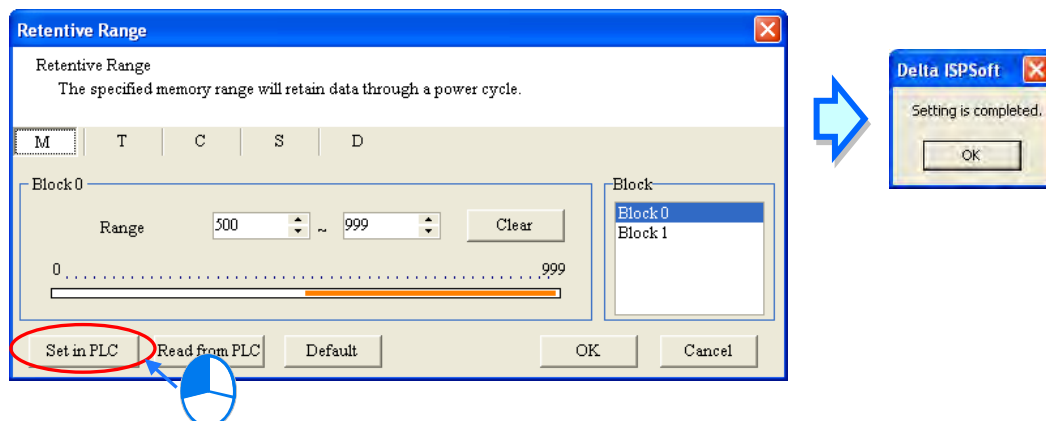 Retentive Range
Retentive Range
The specified memory range will retain data through a power cycle.
M T C S D
Block 0
Range 500 ~ 999 Clear
0 999
Block
Block 0
Block 1
Set in PLC Read from PLC Default OK Cancel
Delta ISPSoft
Setting is completed.
OK